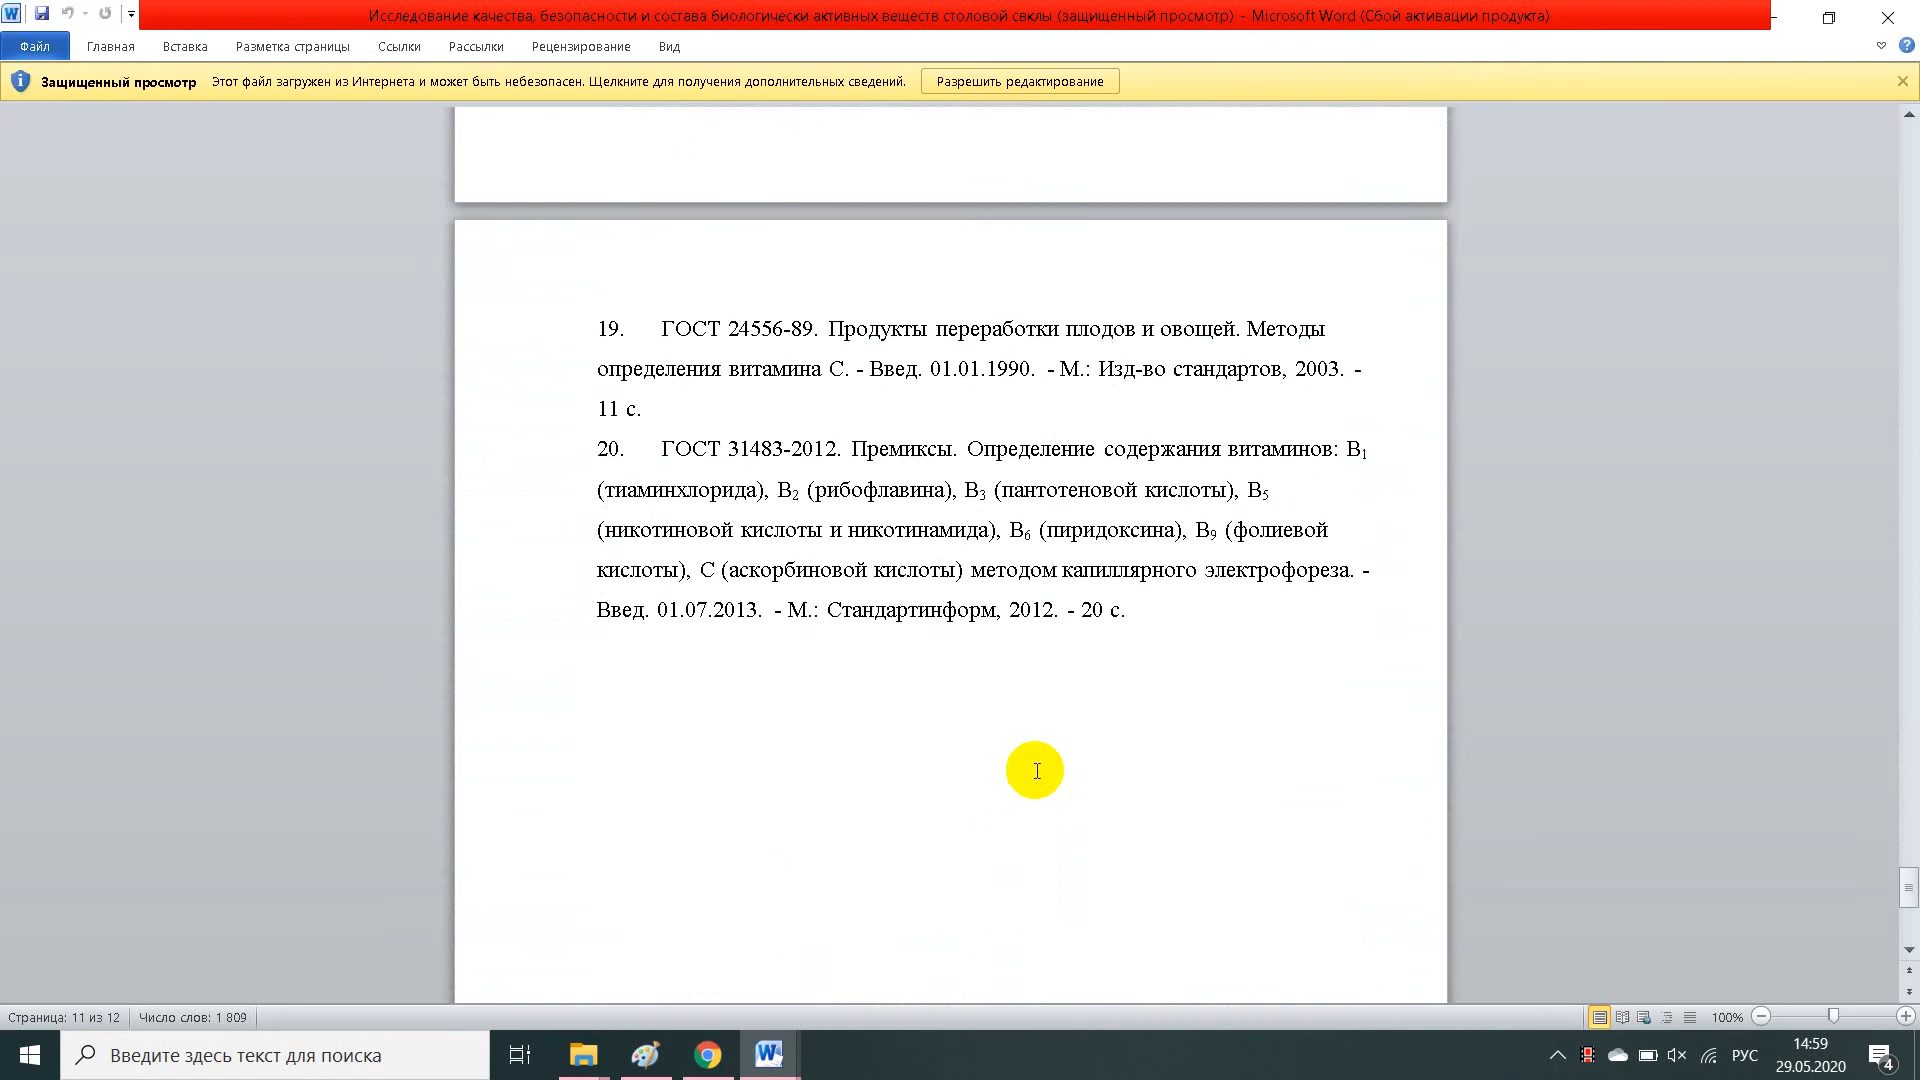 Исследование качества, безопасности и состава биологически активных веществ столовой свклы (защищенный просмотр) - Microsoft Word (Сбой активации продукта)
Файл Главная Вставка Разметка страницы Ссылки Рассылки Рецензирование Вид
Защищенный просмотр Этот файл загружен из Интернета и может быть небезопасен. Щелкните для получения дополнительных сведений. Разрешить редактирование
19. ГОСТ 24556-89. Продукты переработки плодов и овощей. Методы
определения витамина С. - Введ. 01.01.1990. - М.: Изд-во стандартов, 2003. -
11 с.
20. ГОСТ 31483-2012. Премиксы. Определение содержания витаминов: В₁
(тиаминхлорида), В₂ (рибофлавина), В₃ (пантотеновой кислоты), В₅
(никотиновой кислоты и никотинамида), В₆ (пиридоксина), В₉ (фолиевой
кислоты), С (аскорбиновой кислоты) методом капиллярного электрофореза. -
Введ. 01.07.2013. - М.: Стандартинформ, 2012. - 20 с.
Страница: 11 из 12 Число слов: 1 809 100%
Введите здесь текст для поиска РУС 14:59
29.05.2020 4